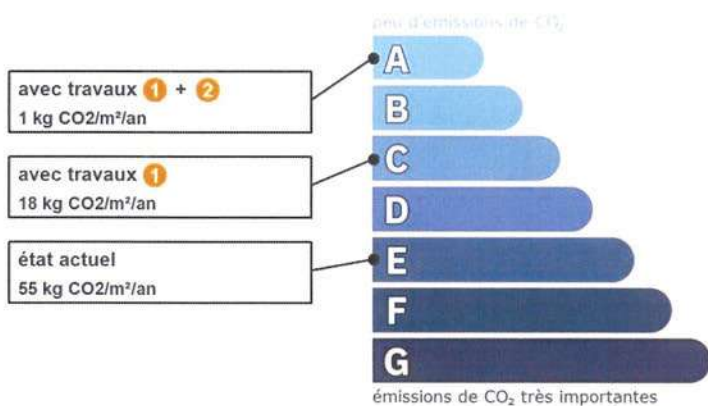 peu d'émissions de CO₂
A
avec travaux 1 + 2
1 kg CO2/m²/an
B
C
avec travaux 1
18 kg CO2/m²/an
D
état actuel
55 kg CO2/m²/an
E
F
G
émissions de CO₂ très importantes